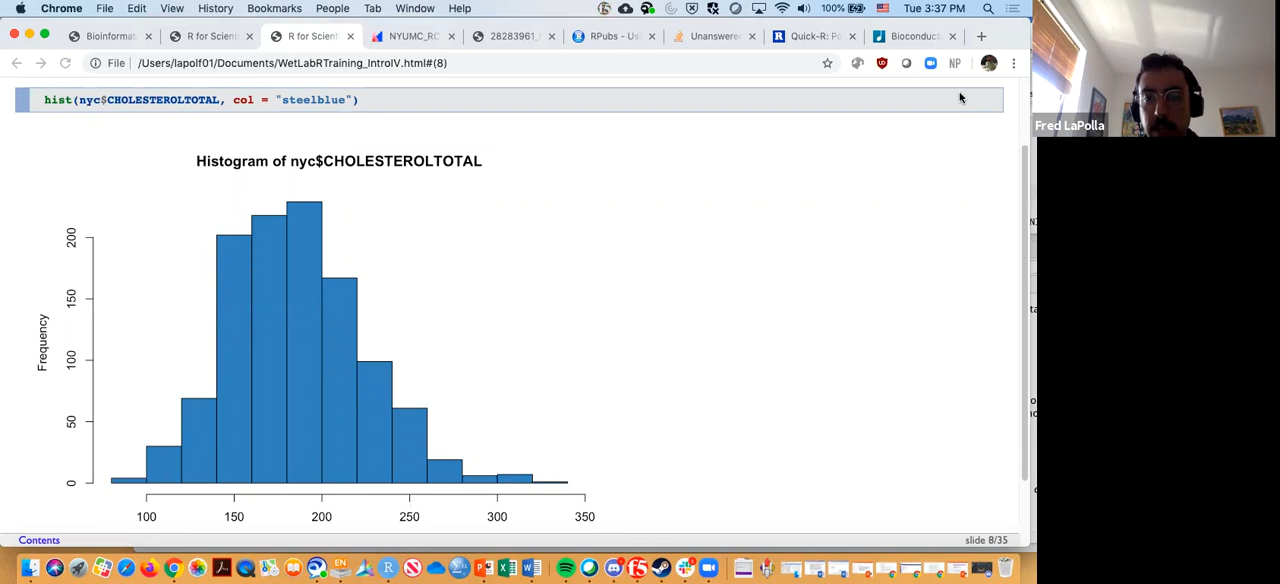 Chrome File Edit View History Bookmarks People Tab Window Help 100% Tue 3:37 PM
Bioinformat R for Scient R for Scient NYUMC_RC 28283961_ RPubs - Us Unanswere Quick-R: Po Bioconduct
File /Users/lapolf01/Documents/WetLabRTraining_IntroIV.html#(8) NP
hist(nyc$CHOLESTEROLTOTAL, col = "steelblue")
Fred LaPolla
Histogram of nyc$CHOLESTEROLTOTAL
Frequency
200
150
100
50
0
100 150 200 250 300 350
Contents slide 8/35